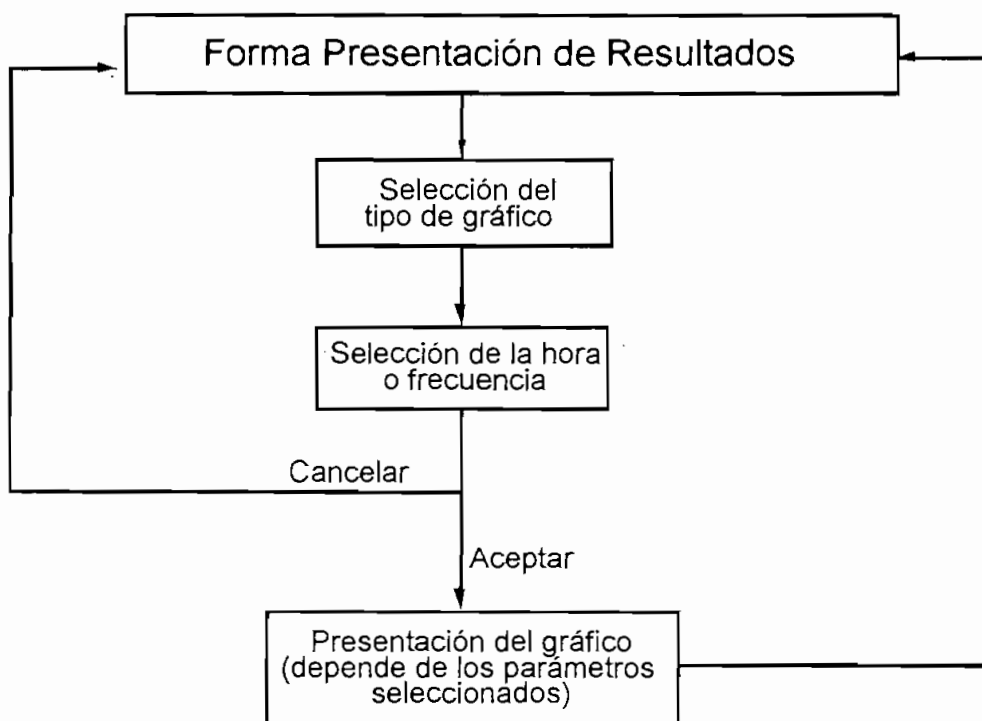 Forma Presentación de Resultados
Selección del
tipo de gráfico
Selección de la hora
o frecuencia
Cancelar
Aceptar
Presentación del gráfico
(depende de los parámetros
seleccionados)